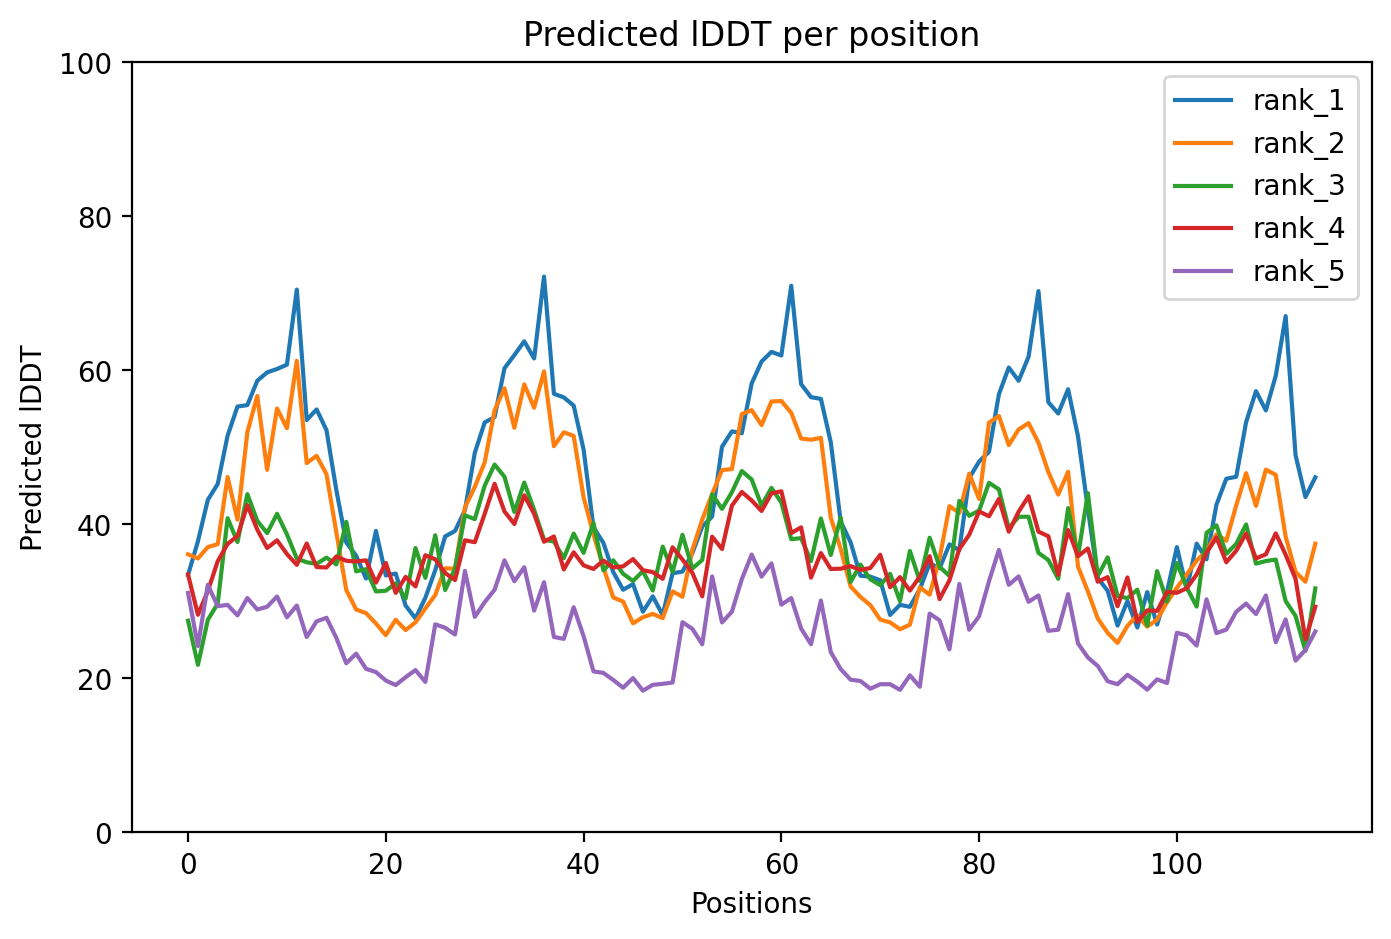 Predicted lDDT per position
100
80
60
40
20
0
Predicted lDDT
0 20 40 60 80 100
Positions
rank_1
rank_2
rank_3
rank_4
rank_5